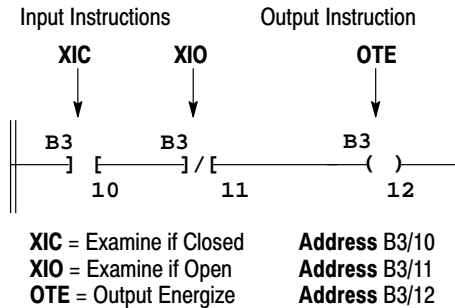 Input Instructions Output Instruction
XIC XIO OTE
B3 B3 B3
] [ ]/[ ( )
10 11 12
XIC = Examine if Closed Address B3/10
XIO = Examine if Open Address B3/11
OTE = Output Energize Address B3/12